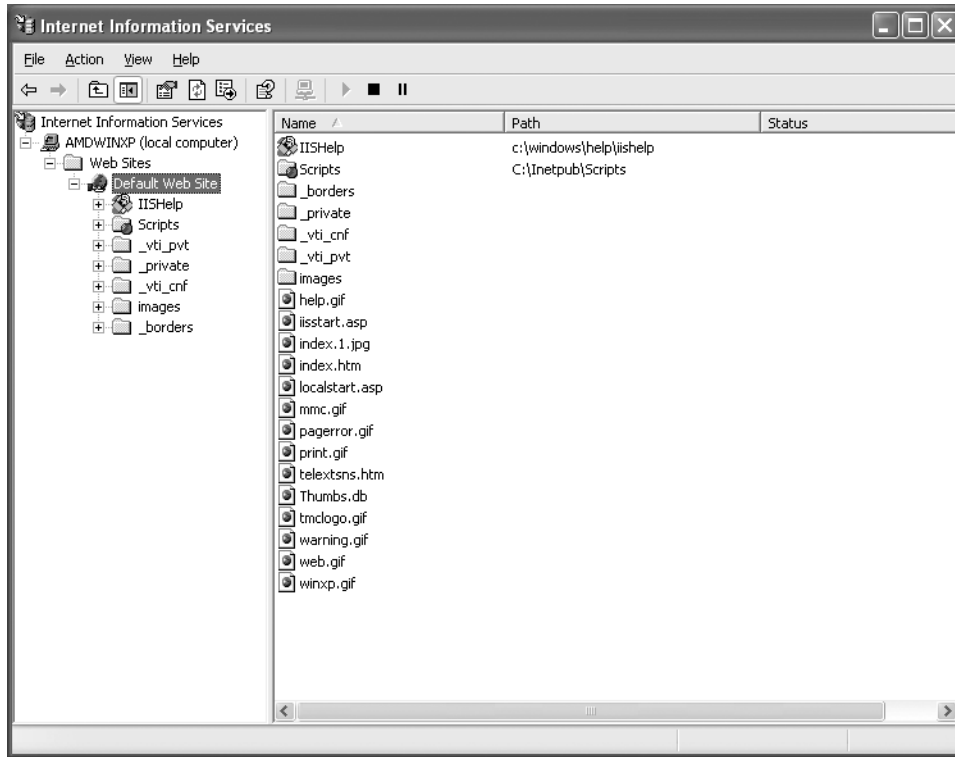 Internet Information Services
File Action View Help
Internet Information Services
AMDWINXP (local computer)
Web Sites
Default Web Site
IISHelp
Scripts
_vti_pvt
_private
_vti_cnf
images
_borders
Name Path Status
IISHelp c:\windows\help\iishelp
Scripts C:\Inetpub\Scripts
_borders
_private
_vti_cnf
_vti_pvt
images
help.gif
iisstart.asp
index.1.jpg
index.htm
localstart.asp
mmc.gif
pagerror.gif
print.gif
telextsns.htm
Thumbs.db
tmclogo.gif
warning.gif
web.gif
winxp.gif